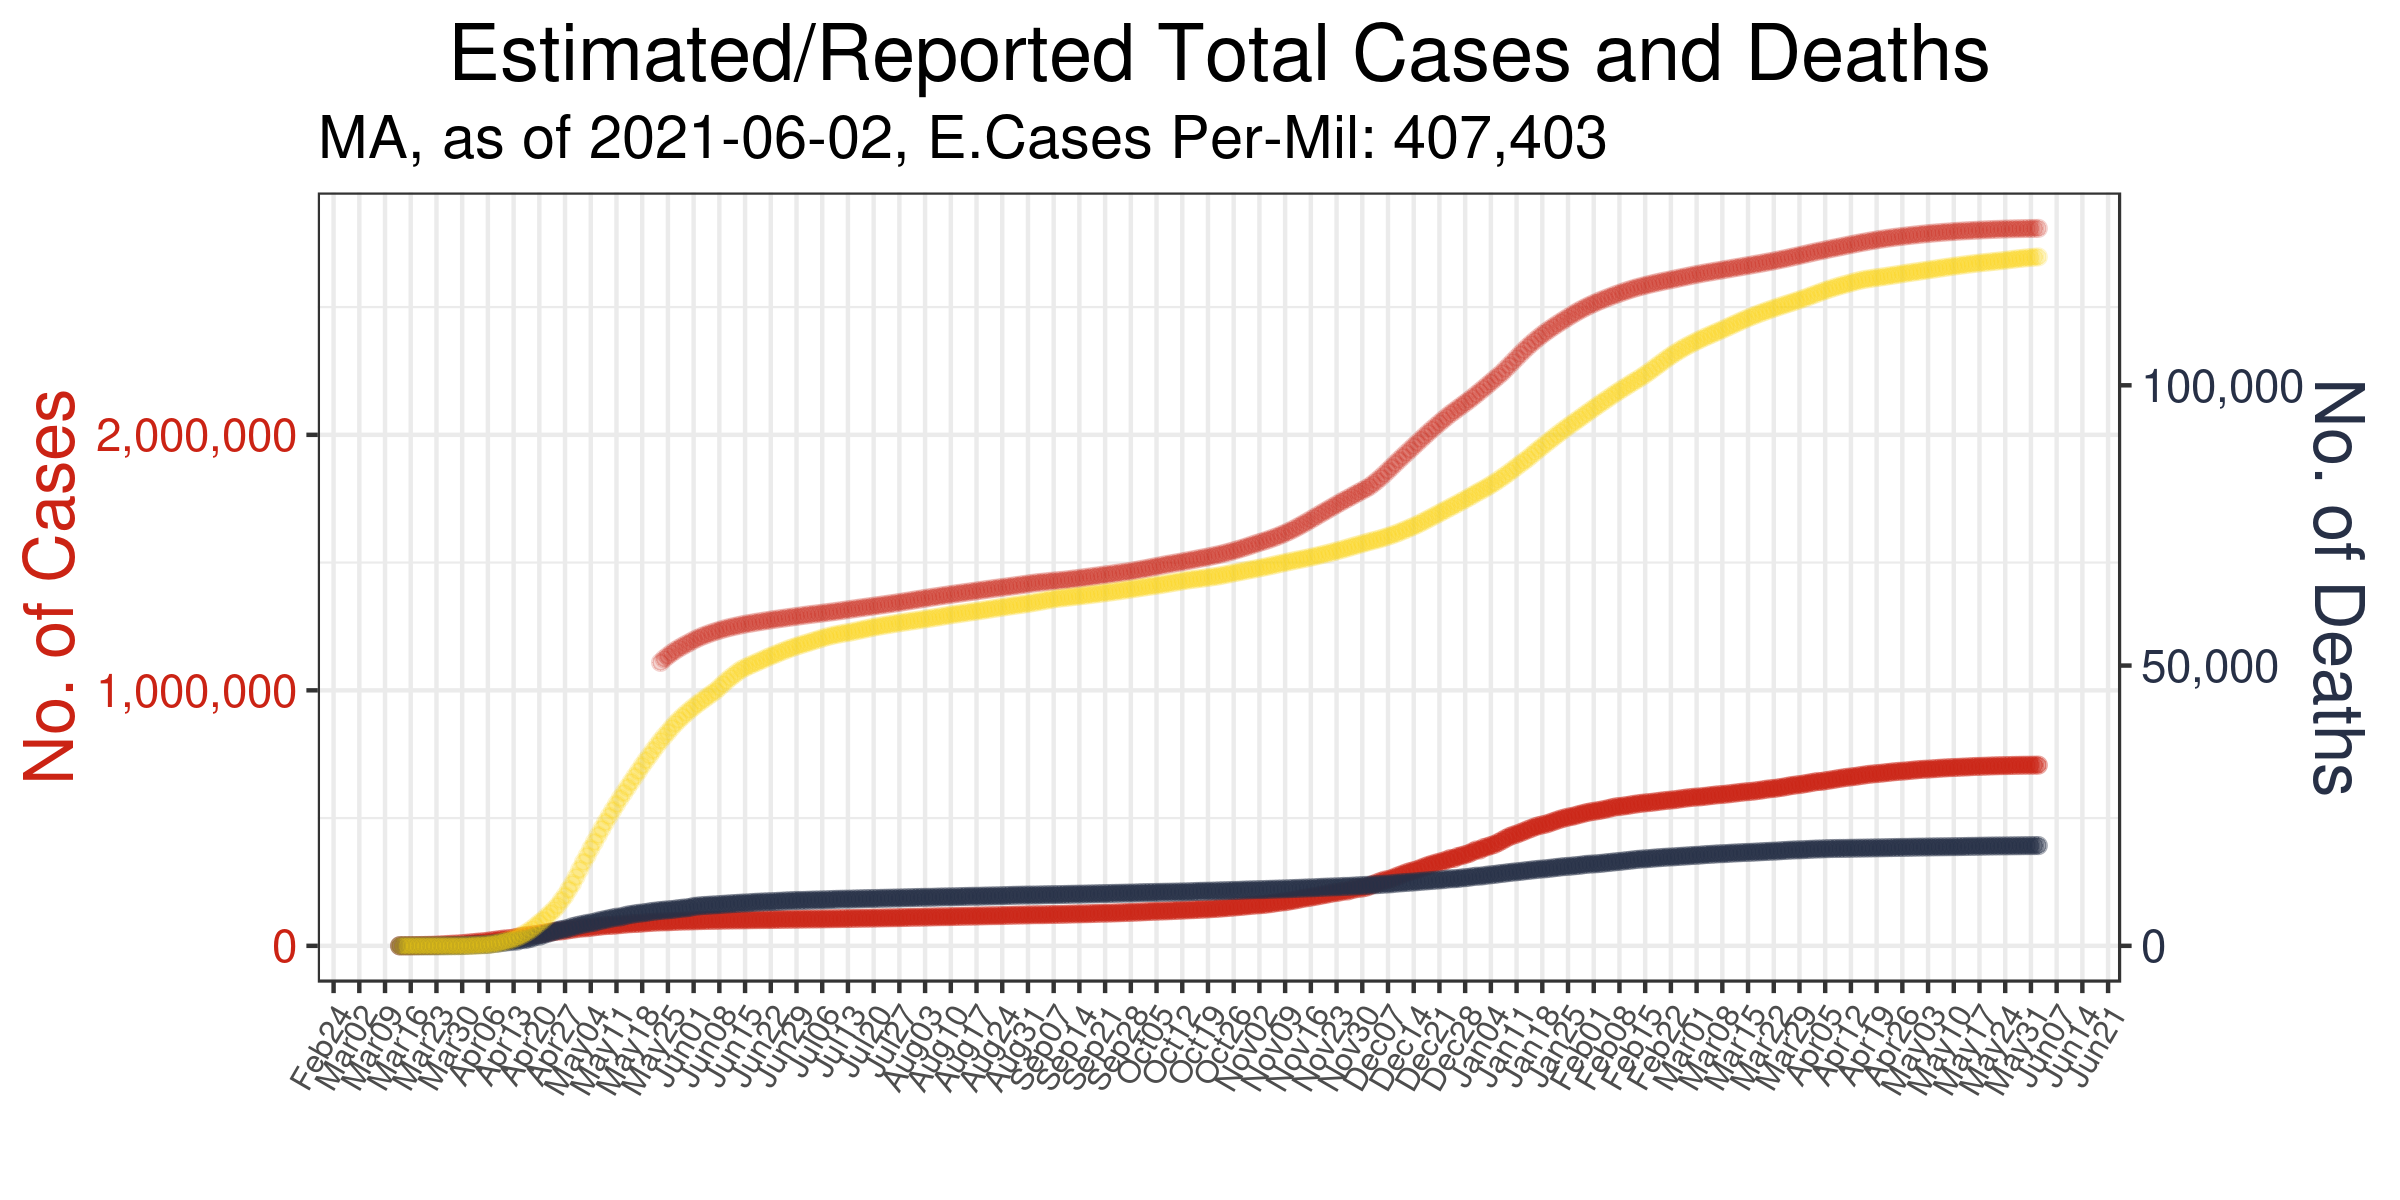 Estimated/Reported Total Cases and Deaths
MA, as of 2021-06-02, E.Cases Per-Mil: 407,403
No. of Cases
2,000,000
1,000,000
0
100,000
50,000
0
No. of Deaths
Feb24
Mar02
Mar09
Mar16
Mar23
Mar30
Apr06
Apr13
Apr20
Apr27
May04
May11
May18
May25
Jun01
Jun08
Jun15
Jun22
Jun29
Jul06
Jul13
Jul20
Jul27
Aug03
Aug10
Aug17
Aug24
Aug31
Sep07
Sep14
Sep21
Sep28
Oct05
Oct12
Oct19
Oct26
Nov02
Nov09
Nov16
Nov23
Nov30
Dec07
Dec14
Dec21
Dec28
Jan04
Jan11
Jan18
Jan25
Feb01
Feb08
Feb15
Feb22
Mar01
Mar08
Mar15
Mar22
Mar29
Apr05
Apr12
Apr19
Apr26
May03
May10
May17
May24
May31
Jun07
Jun14
Jun21